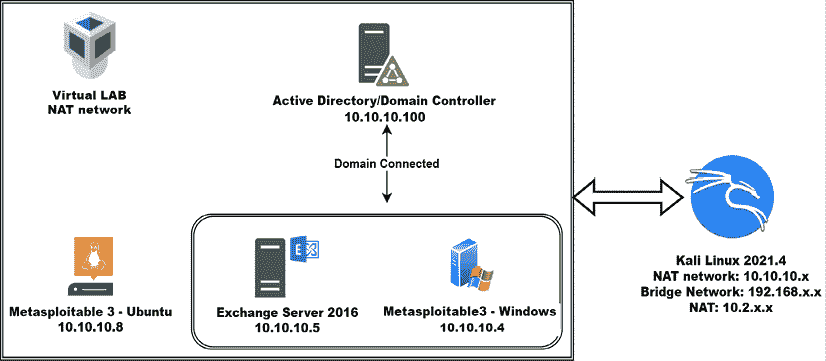 Virtual LAB
NAT network
Active Directory/Domain Controller
10.10.10.100
Domain Connected
Metasploitable 3 - Ubuntu
10.10.10.8
Exchange Server 2016
10.10.10.5
Metasploitable3 - Windows
10.10.10.4
Kali Linux 2021.4
NAT network: 10.10.10.x
Bridge Network: 192.168.x.x
NAT: 10.2.x.x